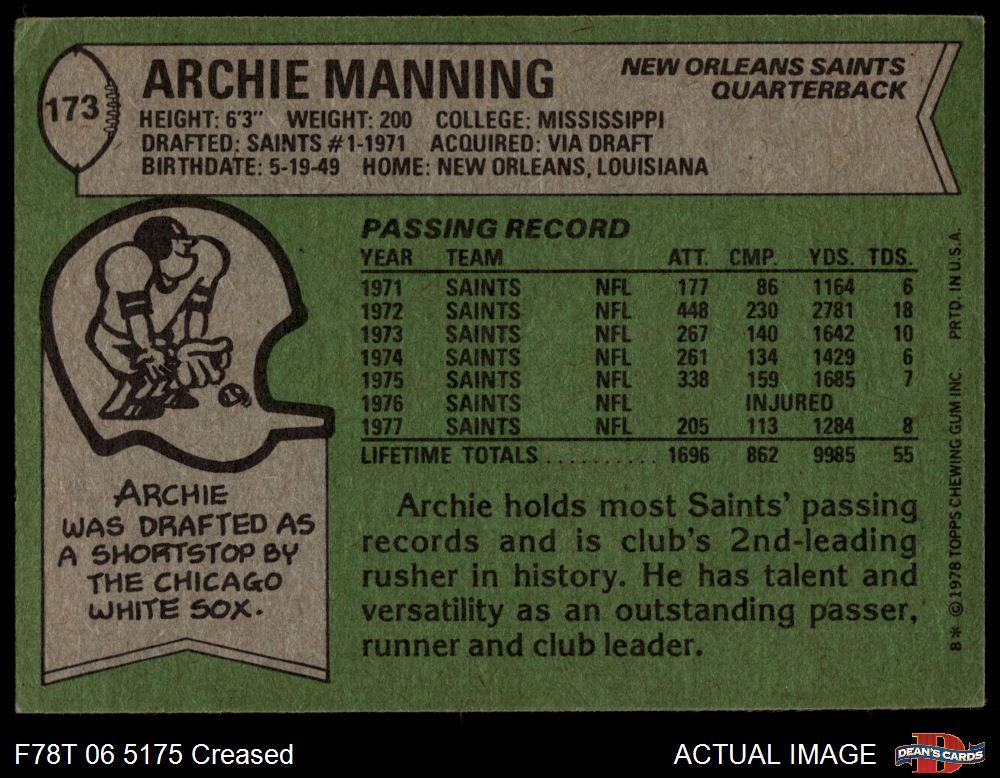 173
ARCHIE MANNING
NEW ORLEANS SAINTS
QUARTERBACK
HEIGHT: 6'3" WEIGHT: 200 COLLEGE: MISSISSIPPI
DRAFTED: SAINTS #1-1971 ACQUIRED: VIA DRAFT
BIRTHDATE: 5-19-49 HOME: NEW ORLEANS, LOUISIANA
PASSING RECORD
YEAR TEAM ATT. CMP. YDS. TDS.
1971 SAINTS NFL 177 86 1164 6
1972 SAINTS NFL 448 230 2781 18
1973 SAINTS NFL 267 140 1642 10
1974 SAINTS NFL 261 134 1429 6
1975 SAINTS NFL 338 159 1685 7
1976 SAINTS NFL INJURED
1977 SAINTS NFL 205 113 1284 8
LIFETIME TOTALS.......... 1696 862 9985 55
ARCHIE
WAS DRAFTED AS
A SHORTSTOP BY
THE CHICAGO
WHITE SOX.
Archie holds most Saints' passing
records and is club's 2nd-leading
rusher in history. He has talent and
versatility as an outstanding passer,
runner and club leader.
8* © 1978 TOPPS CHEWING GUM INC. PRTD. IN U.S.A.
F78T 06 5175 Creased
ACTUAL IMAGE
DEAN'S CARDS